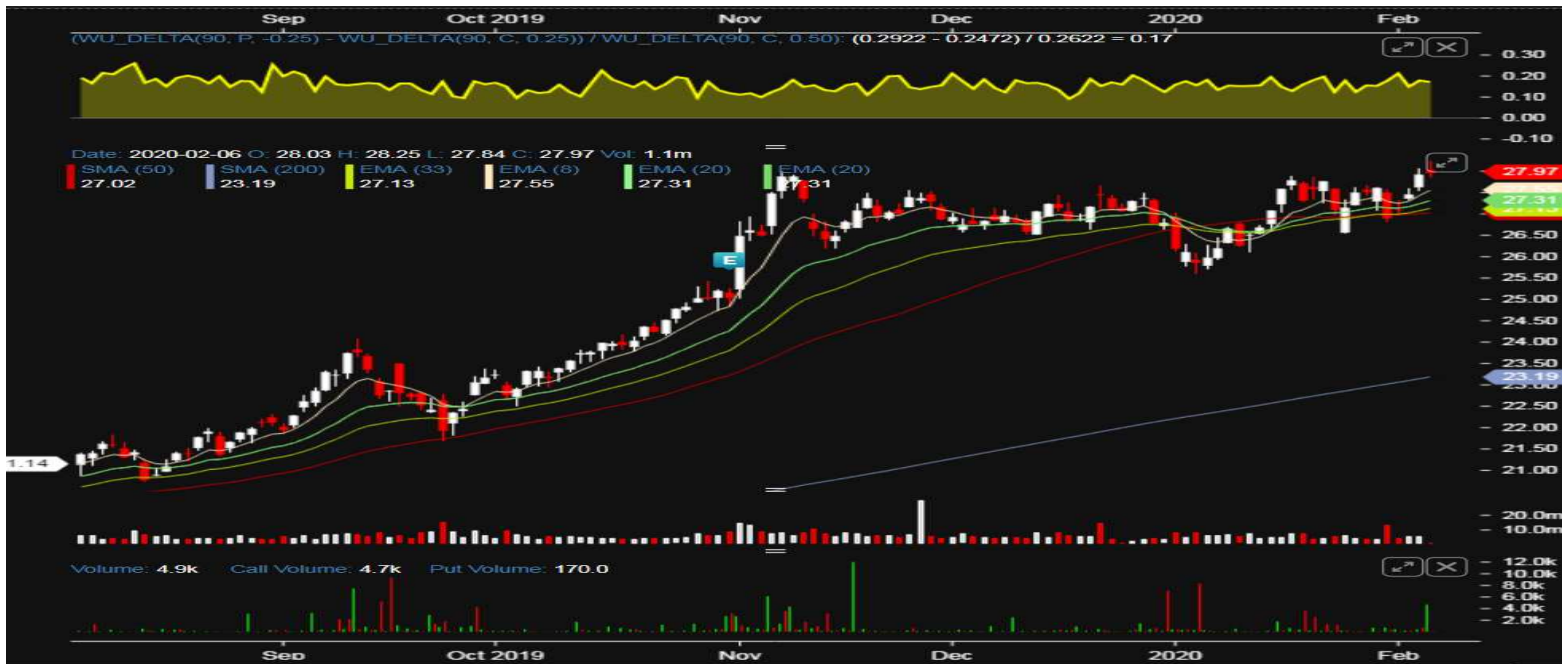 Sep Oct 2019 Nov Dec 2020 Feb
(WU_DELTA(90, P, -0.25) - WU_DELTA(90, C, 0.25)) / WU_DELTA(90, C, 0.50): (0.2922 - 0.2472) / 0.2622 = 0.17
0.30
0.20
0.10
0.00
-0.10
Date: 2020-02-06 O: 28.03 H: 28.25 L: 27.84 C: 27.97 Vol: 1.1m
SMA (50) SMA (200) EMA (33) EMA (8) EMA (20) EMA (20)
27.02 23.19 27.13 27.55 27.31 27.31
27.97
27.31
26.50
E
26.00
25.50
25.00
24.50
24.00
23.50
23.19
23.00
22.50
22.00
21.50
1.14
21.00
20.0m
10.0m
Volume: 4.9k Call Volume: 4.7k Put Volume: 170.0
12.0k
10.0k
8.0k
6.0k
4.0k
2.0k
Sep Oct 2019 Nov Dec 2020 Feb